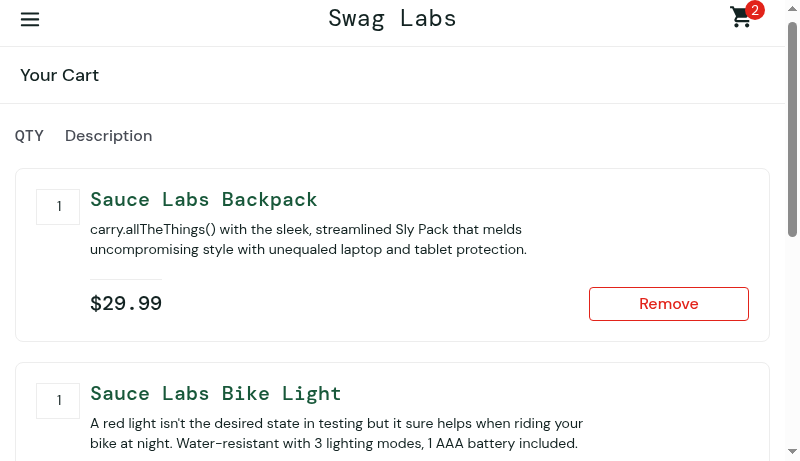 Swag Labs
2
Your Cart
QTY Description
1
Sauce Labs Backpack
carry.allTheThings() with the sleek, streamlined Sly Pack that melds
uncompromising style with unequaled laptop and tablet protection.
$29.99
Remove
1
Sauce Labs Bike Light
A red light isn't the desired state in testing but it sure helps when riding your
bike at night. Water-resistant with 3 lighting modes, 1 AAA battery included.